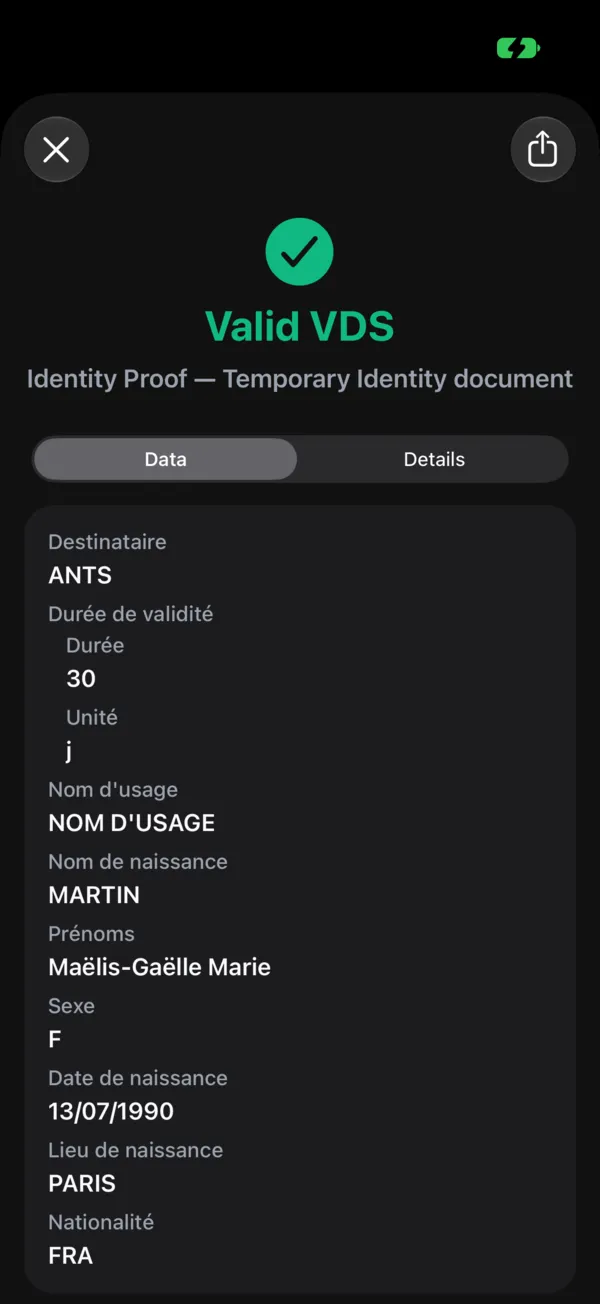 Valid VDS
Identity Proof — Temporary Identity document
Data
Details
Destinataire
ANTS
Durée de validité
Durée
30
Unité
j
Nom d'usage
NOM D'USAGE
Nom de naissance
MARTIN
Prénoms
Maëlis-Gaëlle Marie
Sexe
F
Date de naissance
13/07/1990
Lieu de naissance
PARIS
Nationalité
FRA